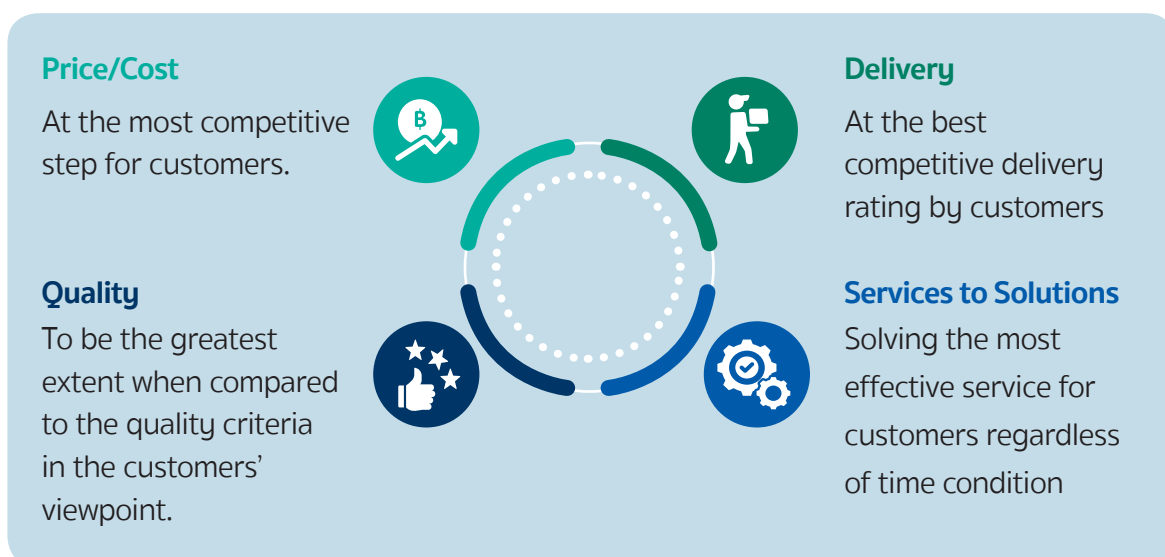 Price/Cost
At the most competitive
step for customers.
B
Delivery
At the best
competitive delivery
rating by customers
Quality
To be the greatest
extent when compared
to the quality criteria
in the customers’
viewpoint.
Services to Solutions
Solving the most
effective service for
customers regardless
of time condition